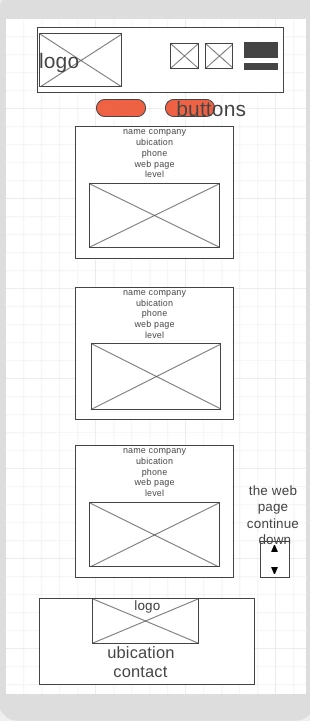 logo
buttons
name company
ubication
phone
web page
level
name company
ubication
phone
web page
level
name company
ubication
phone
web page
level
the web
page
continue
down
logo
ubication
contact